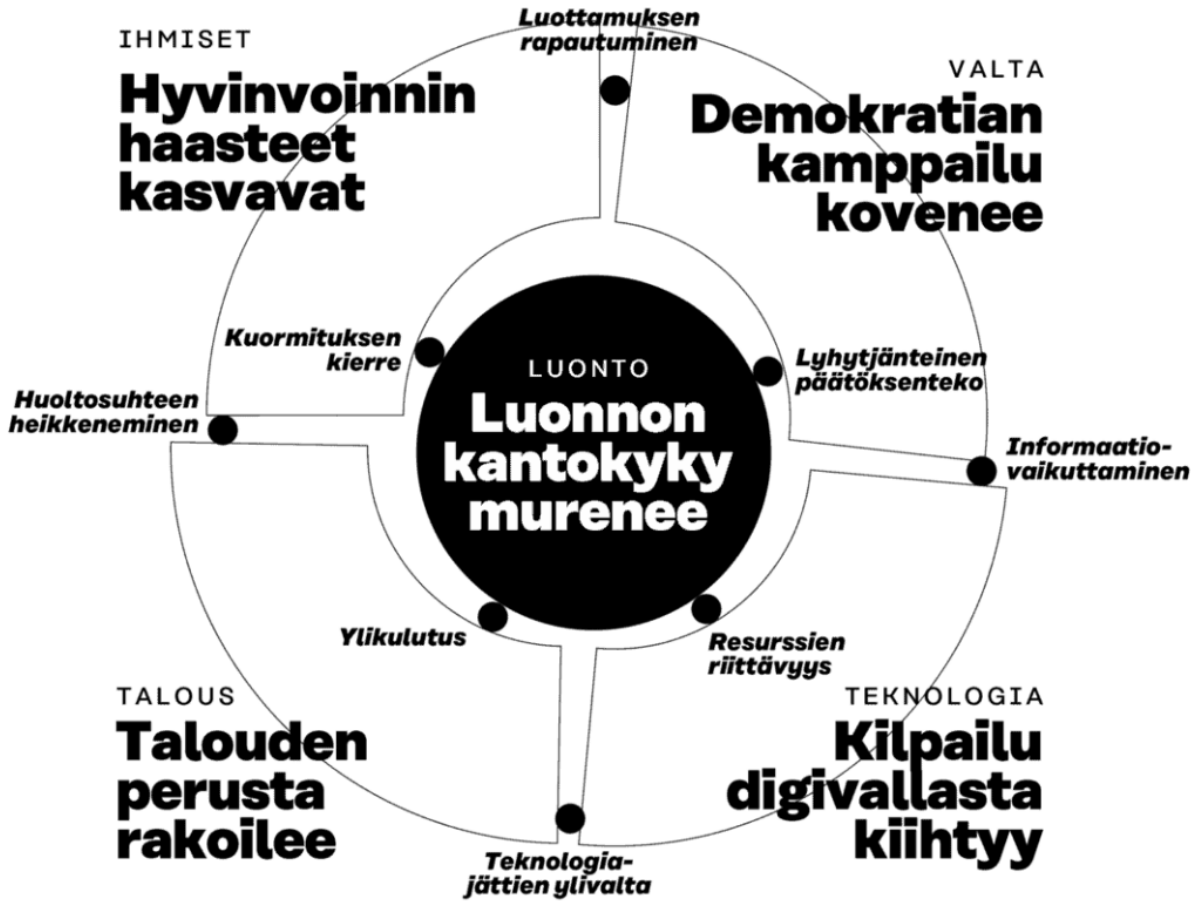 Luottamuksen
rapautuminen
IHMISET
Hyvinvoinnin
haasteet
kasvavat
VALTA
Demokratian
kamppailu
kovenee
Kuormituksen
kierre
Huoltosuhteen
heikkeneminen
LUONTO
Luonnon
kantokyky
murenee
Lyhytjänteinen
päätöksenteko
Informaatio-
vaikuttaminen
Ylikulutus
Resurssien
riittävyys
TALOUS
Talouden
perusta
rakoilee
TEKNOLOGIA
Kilpailu
digivallasta
kiihtyy
Teknologia-
jättien ylivalta